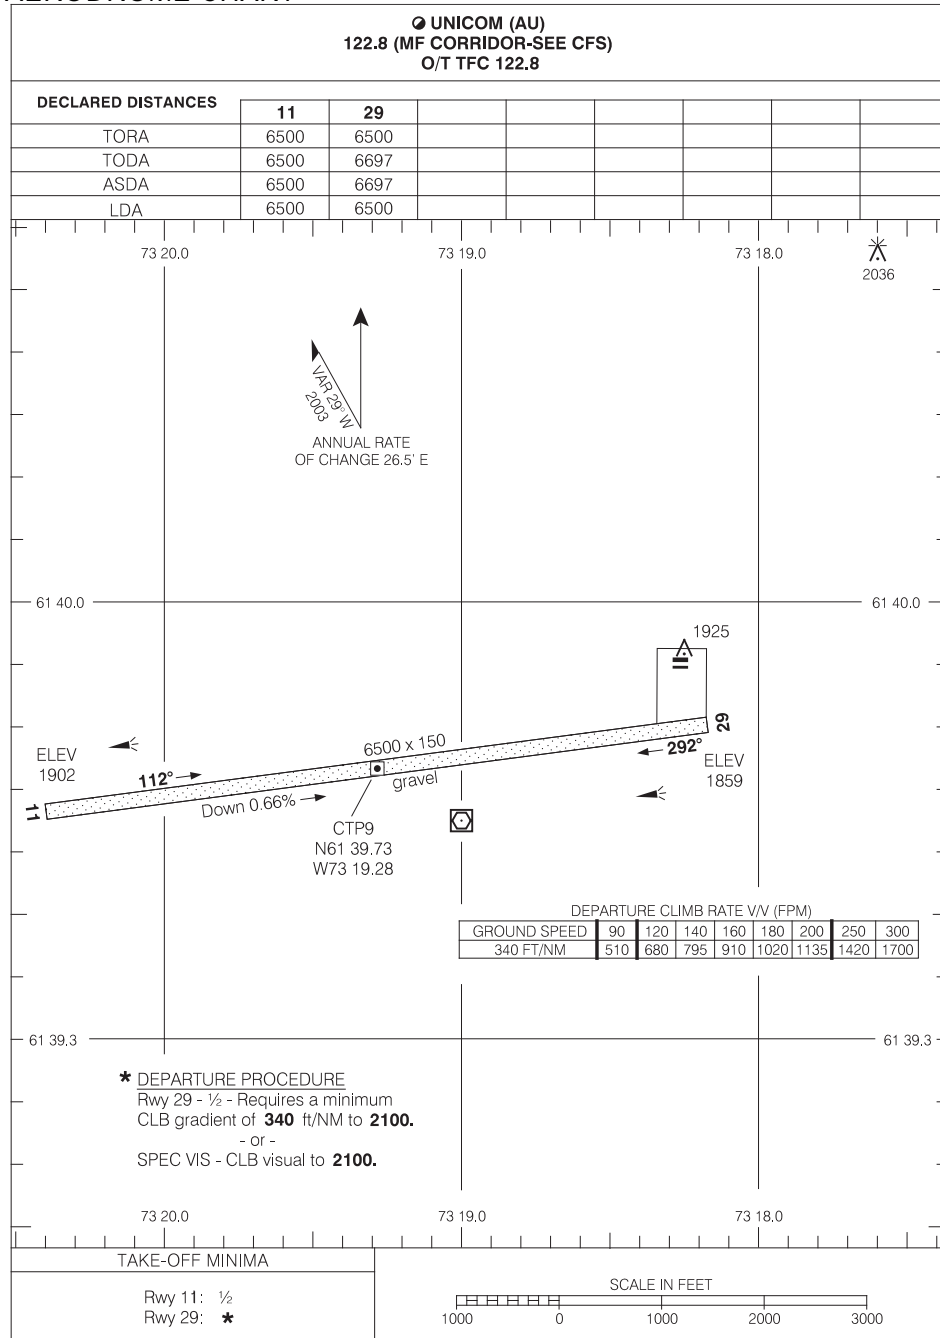 UNICOM (AU)
122.8 (MF CORRIDOR-SEE CFS)
O/T TFC 122.8
DECLARED DISTANCES 11 29
TORA 6500 6500
TODA 6500 6697
ASDA 6500 6697
LDA 6500 6500
73 20.0 73 19.0 73 18.0
2036
VAR 29° W
2003
ANNUAL RATE
OF CHANGE 26.5' E
61 40.0 61 40.0
1925
29
6500 x 150
292°
ELEV
1902
ELEV
1859
112°
gravel
Down 0.66%
11
CTP9
N61 39.73
W73 19.28
DEPARTURE CLIMB RATE V/V (FPM)
GROUND SPEED 90 120 140 160 180 200 250 300
340 FT/NM 510 680 795 910 1020 1135 1420 1700
61 39.3 61 39.3
* DEPARTURE PROCEDURE
Rwy 29 - ½ - Requires a minimum
CLB gradient of 340 ft/NM to 2100.
- or -
SPEC VIS - CLB visual to 2100.
73 20.0 73 19.0 73 18.0
TAKE-OFF MINIMA
Rwy 11: ½
Rwy 29: *
SCALE IN FEET
1000 0 1000 2000 3000